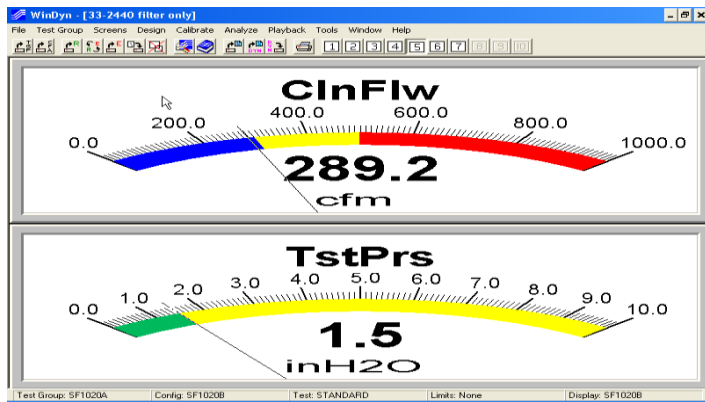 WinDyn - [33-2440 filter only]
File Test Group Screens Design Calibrate Analyze Playback Tools Window Help
1 2 3 4 5 6 7 8 9 10
ClnFlw
0.0 200.0 400.0 600.0 800.0 1000.0
289.2
cfm
TstPrs
0.0 1.0 2.0 3.0 4.0 5.0 6.0 7.0 8.0 9.0 10.0
1.5
inH2O
Test Group: SF1020A Config: SF1020B Test: STANDARD Limits: None Display: SF1020B